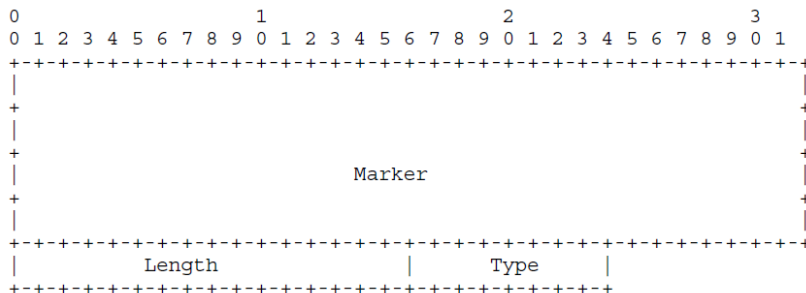 0                   1                   2                   3
0 1 2 3 4 5 6 7 8 9 0 1 2 3 4 5 6 7 8 9 0 1 2 3 4 5 6 7 8 9 0 1
+-+-+-+-+-+-+-+-+-+-+-+-+-+-+-+-+-+-+-+-+-+-+-+-+-+-+-+-+-+-+-+-+
|                                                               |
+                                                               +
|                                                               |
+                                                               +
|                           Marker                              |
+                                                               +
|                                                               |
+-+-+-+-+-+-+-+-+-+-+-+-+-+-+-+-+-+-+-+-+-+-+-+-+-+-+-+-+-+-+-+-+
|          Length               |      Type     |
+-+-+-+-+-+-+-+-+-+-+-+-+-+-+-+-+-+-+-+-+-+-+-+-+